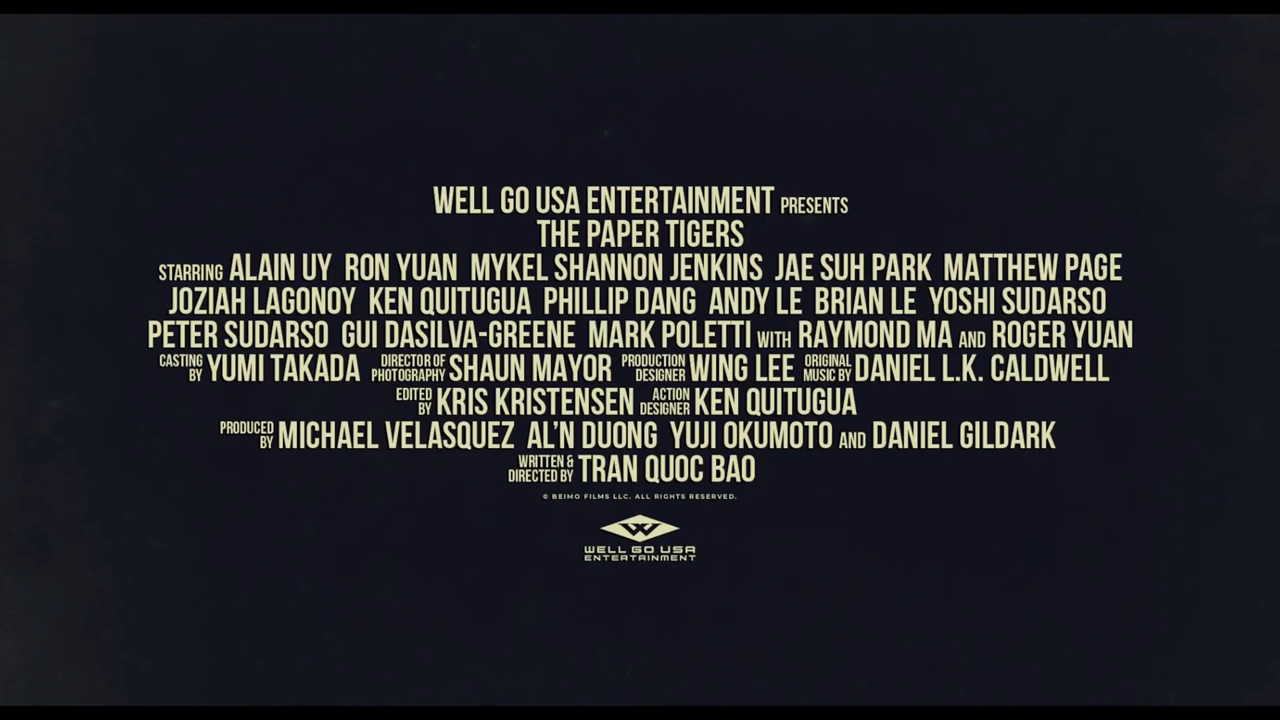 WELL GO USA ENTERTAINMENT PRESENTS
THE PAPER TIGERS
STARRING ALAIN UY RON YUAN MYKEL SHANNON JENKINS JAE SUH PARK MATTHEW PAGE
JOZIAH LAGONOY KEN QUITUGUA PHILLIP DANG ANDY LE BRIAN LE YOSHI SUDARSO
PETER SUDARSO GUI DASILVA-GREENE MARK POLETTI WITH RAYMOND MA AND ROGER YUAN
CASTING BY YUMI TAKADA DIRECTOR OF PHOTOGRAPHY SHAUN MAYOR PRODUCTION DESIGNER WING LEE ORIGINAL MUSIC BY DANIEL L.K. CALDWELL
EDITED BY KRIS KRISTENSEN ACTION DESIGNER KEN QUITUGUA
PRODUCED BY MICHAEL VELASQUEZ AL'N DUONG YUJI OKUMOTO AND DANIEL GILDARK
WRITTEN & DIRECTED BY TRAN QUOC BAO
© BEIMO FILMS LLC. ALL RIGHTS RESERVED.
WELL GO USA
ENTERTAINMENT